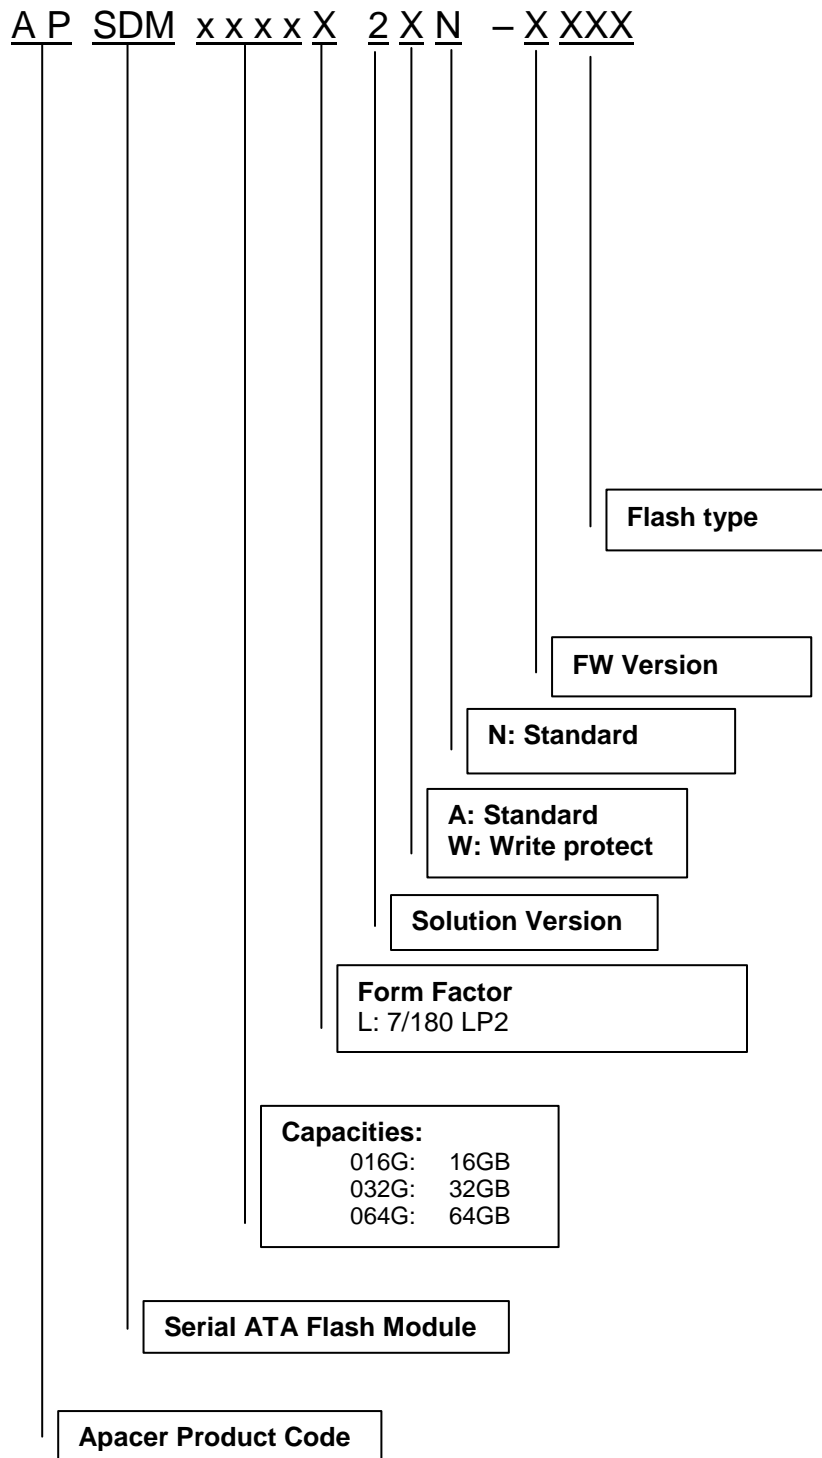 A P SDM x x x x X 2 X N – X XXX
Flash type
FW Version
N: Standard
A: Standard
W: Write protect
Solution Version
Form Factor
L: 7/180 LP2
Capacities:
016G: 16GB
032G: 32GB
064G: 64GB
Serial ATA Flash Module
Apacer Product Code